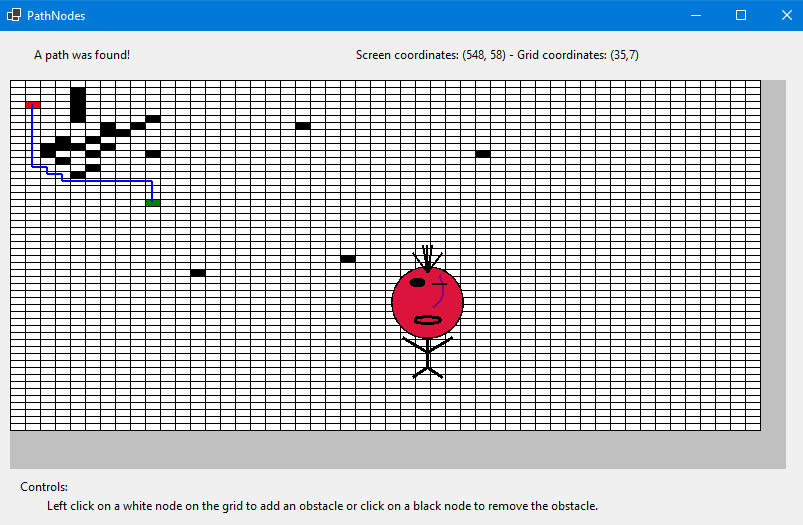 PathNodes
A path was found!
Screen coordinates: (548, 58) - Grid coordinates: (35,7)
Controls:
Left click on a white node on the grid to add an obstacle or click on a black node to remove the obstacle.